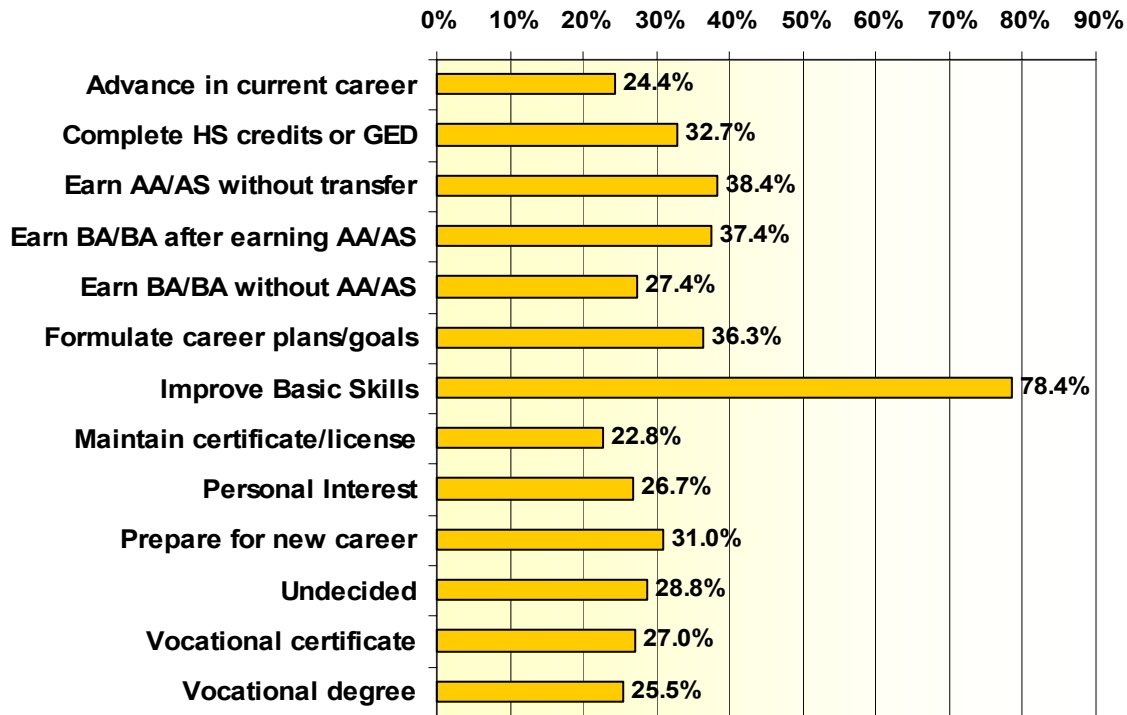 0% 10% 20% 30% 40% 50% 60% 70% 80% 90%
Advance in current career 24.4%
Complete HS credits or GED 32.7%
Earn AA/AS without transfer 38.4%
Earn BA/BA after earning AA/AS 37.4%
Earn BA/BA without AA/AS 27.4%
Formulate career plans/goals 36.3%
Improve Basic Skills 78.4%
Maintain certificate/license 22.8%
Personal Interest 26.7%
Prepare for new career 31.0%
Undecided 28.8%
Vocational certificate 27.0%
Vocational degree 25.5%